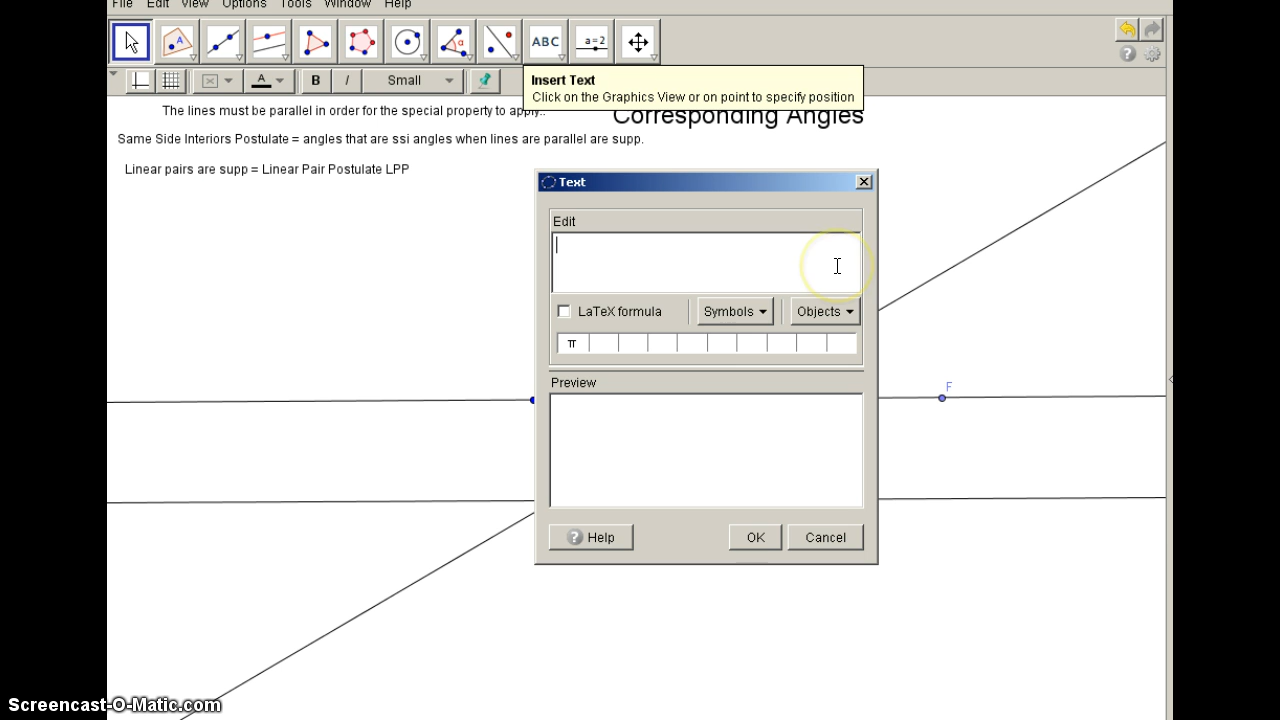 File Edit View Options Tools Window Help
A
α
ABC
a=2
?
A B I Small
Insert Text
Click on the Graphics View or on point to specify position
The lines must be parallel in order for the special property to apply..
Corresponding Angles
Same Side Interiors Postulate = angles that are ssi angles when lines are parallel are supp.
Linear pairs are supp = Linear Pair Postulate LPP
Text
Edit
LaTeX formula
Symbols
Objects
π
Preview
F
? Help
OK
Cancel
Screencast-O-Matic.com